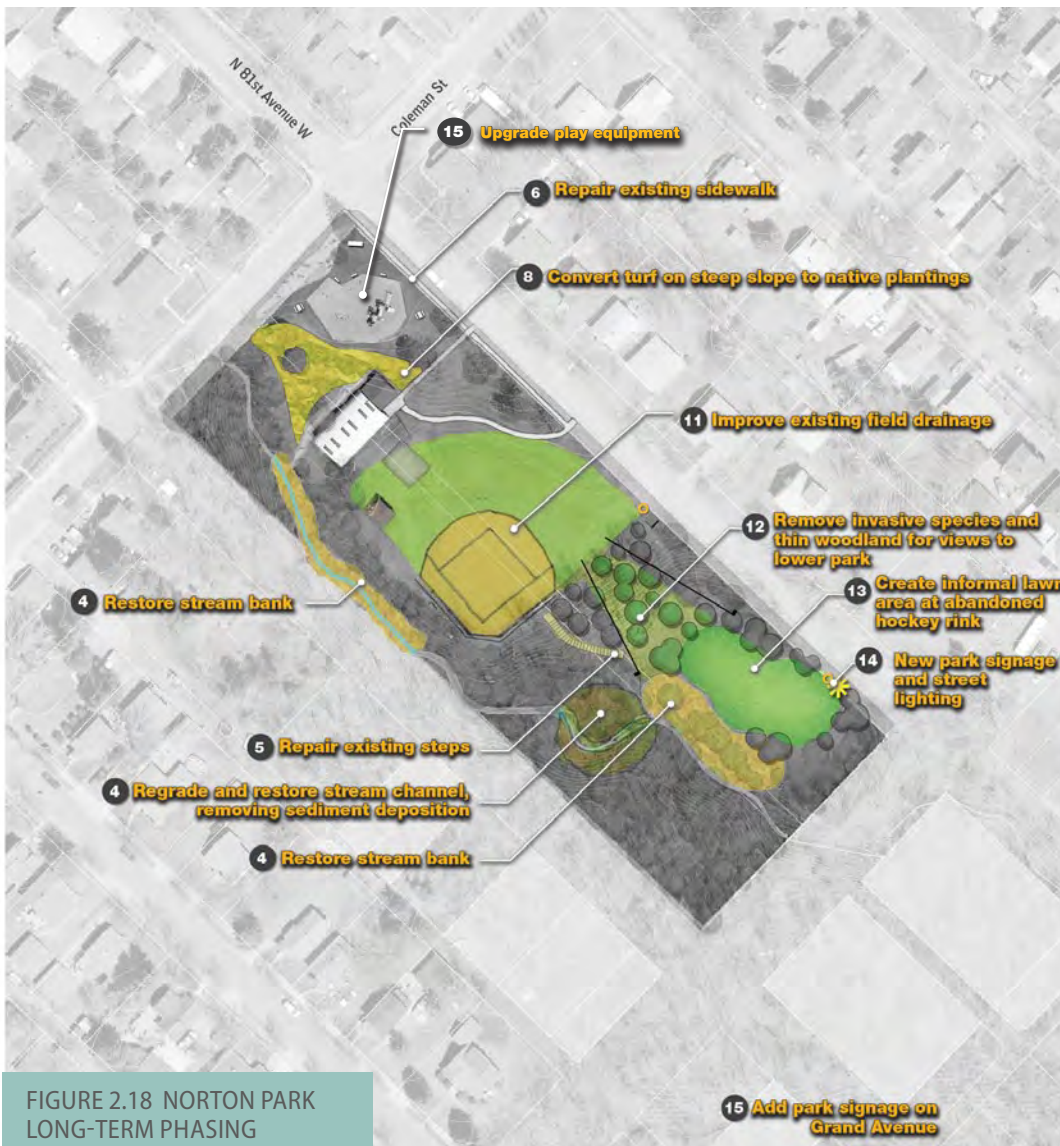 N 81st Avenue W
Coleman St
15 Upgrade play equipment
6 Repair existing sidewalk
8 Convert turf on steep slope to native plantings
11 Improve existing field drainage
12 Remove invasive species and
thin woodland for views to
lower park
4 Restore stream bank
13 Create informal lawn
area at abandoned
hockey rink
14 New park signage
and street
lighting
5 Repair existing steps
4 Regrade and restore stream channel,
removing sediment deposition
4 Restore stream bank
FIGURE 2.18 NORTON PARK
LONG-TERM PHASING
15 Add park signage on
Grand Avenue